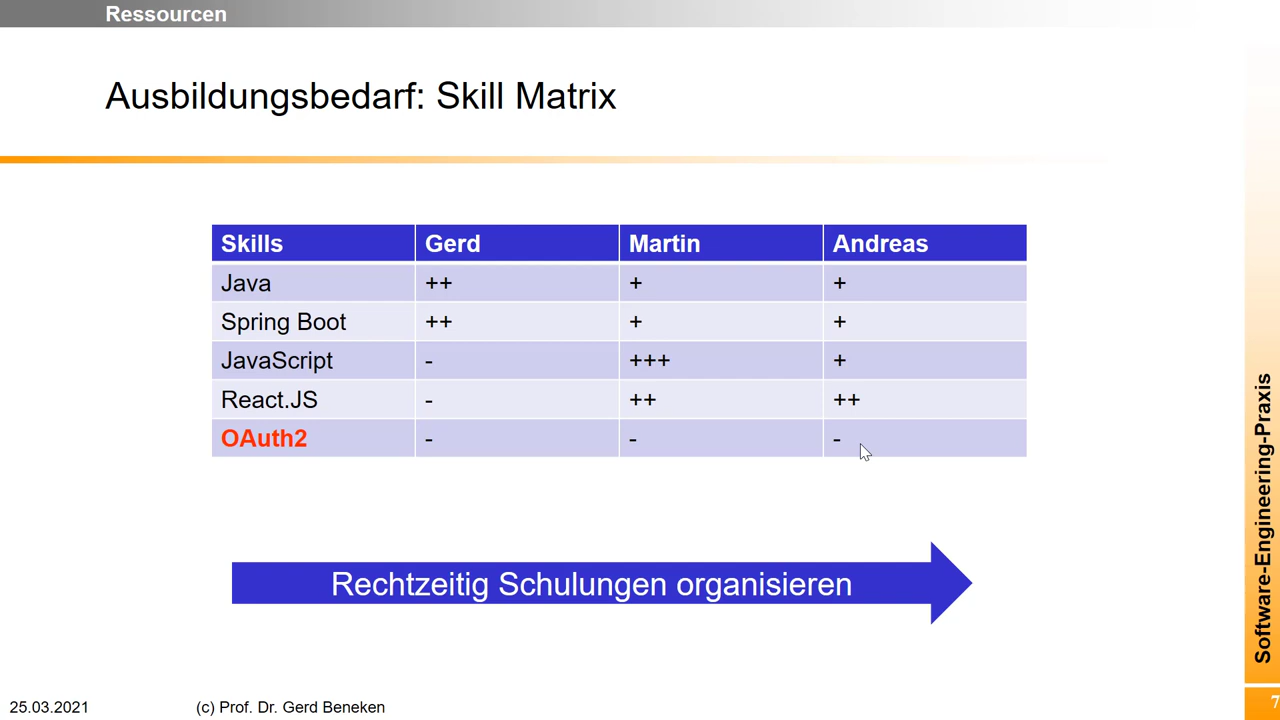 Ressourcen
Ausbildungsbedarf: Skill Matrix
Skills Gerd Martin Andreas
Java ++ + +
Spring Boot ++ + +
JavaScript - +++ +
React.JS - ++ ++
OAuth2 - - -
Rechtzeitig Schulungen organisieren
Software-Engineering-Praxis
25.03.2021 (c) Prof. Dr. Gerd Beneken
7